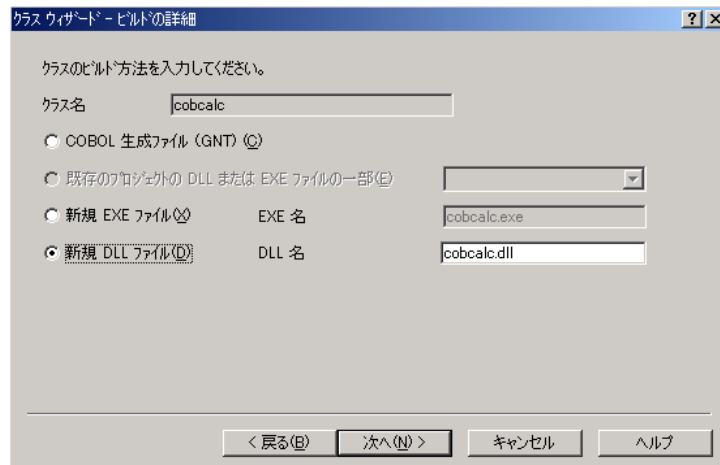 クラス ウィザード - ビルドの詳細
クラスのビルド方法を入力してください。
クラス名 cobcalc
COBOL 生成ファイル (GNT) (C)
既存のプロジェクトの DLL または EXE ファイルの一部(E)
新規 EXE ファイル(X) EXE 名 cobcalc.exe
新規 DLL ファイル(D) DLL 名 cobcalc.dll
< 戻る(B) 次へ(N) > キャンセル ヘルプ